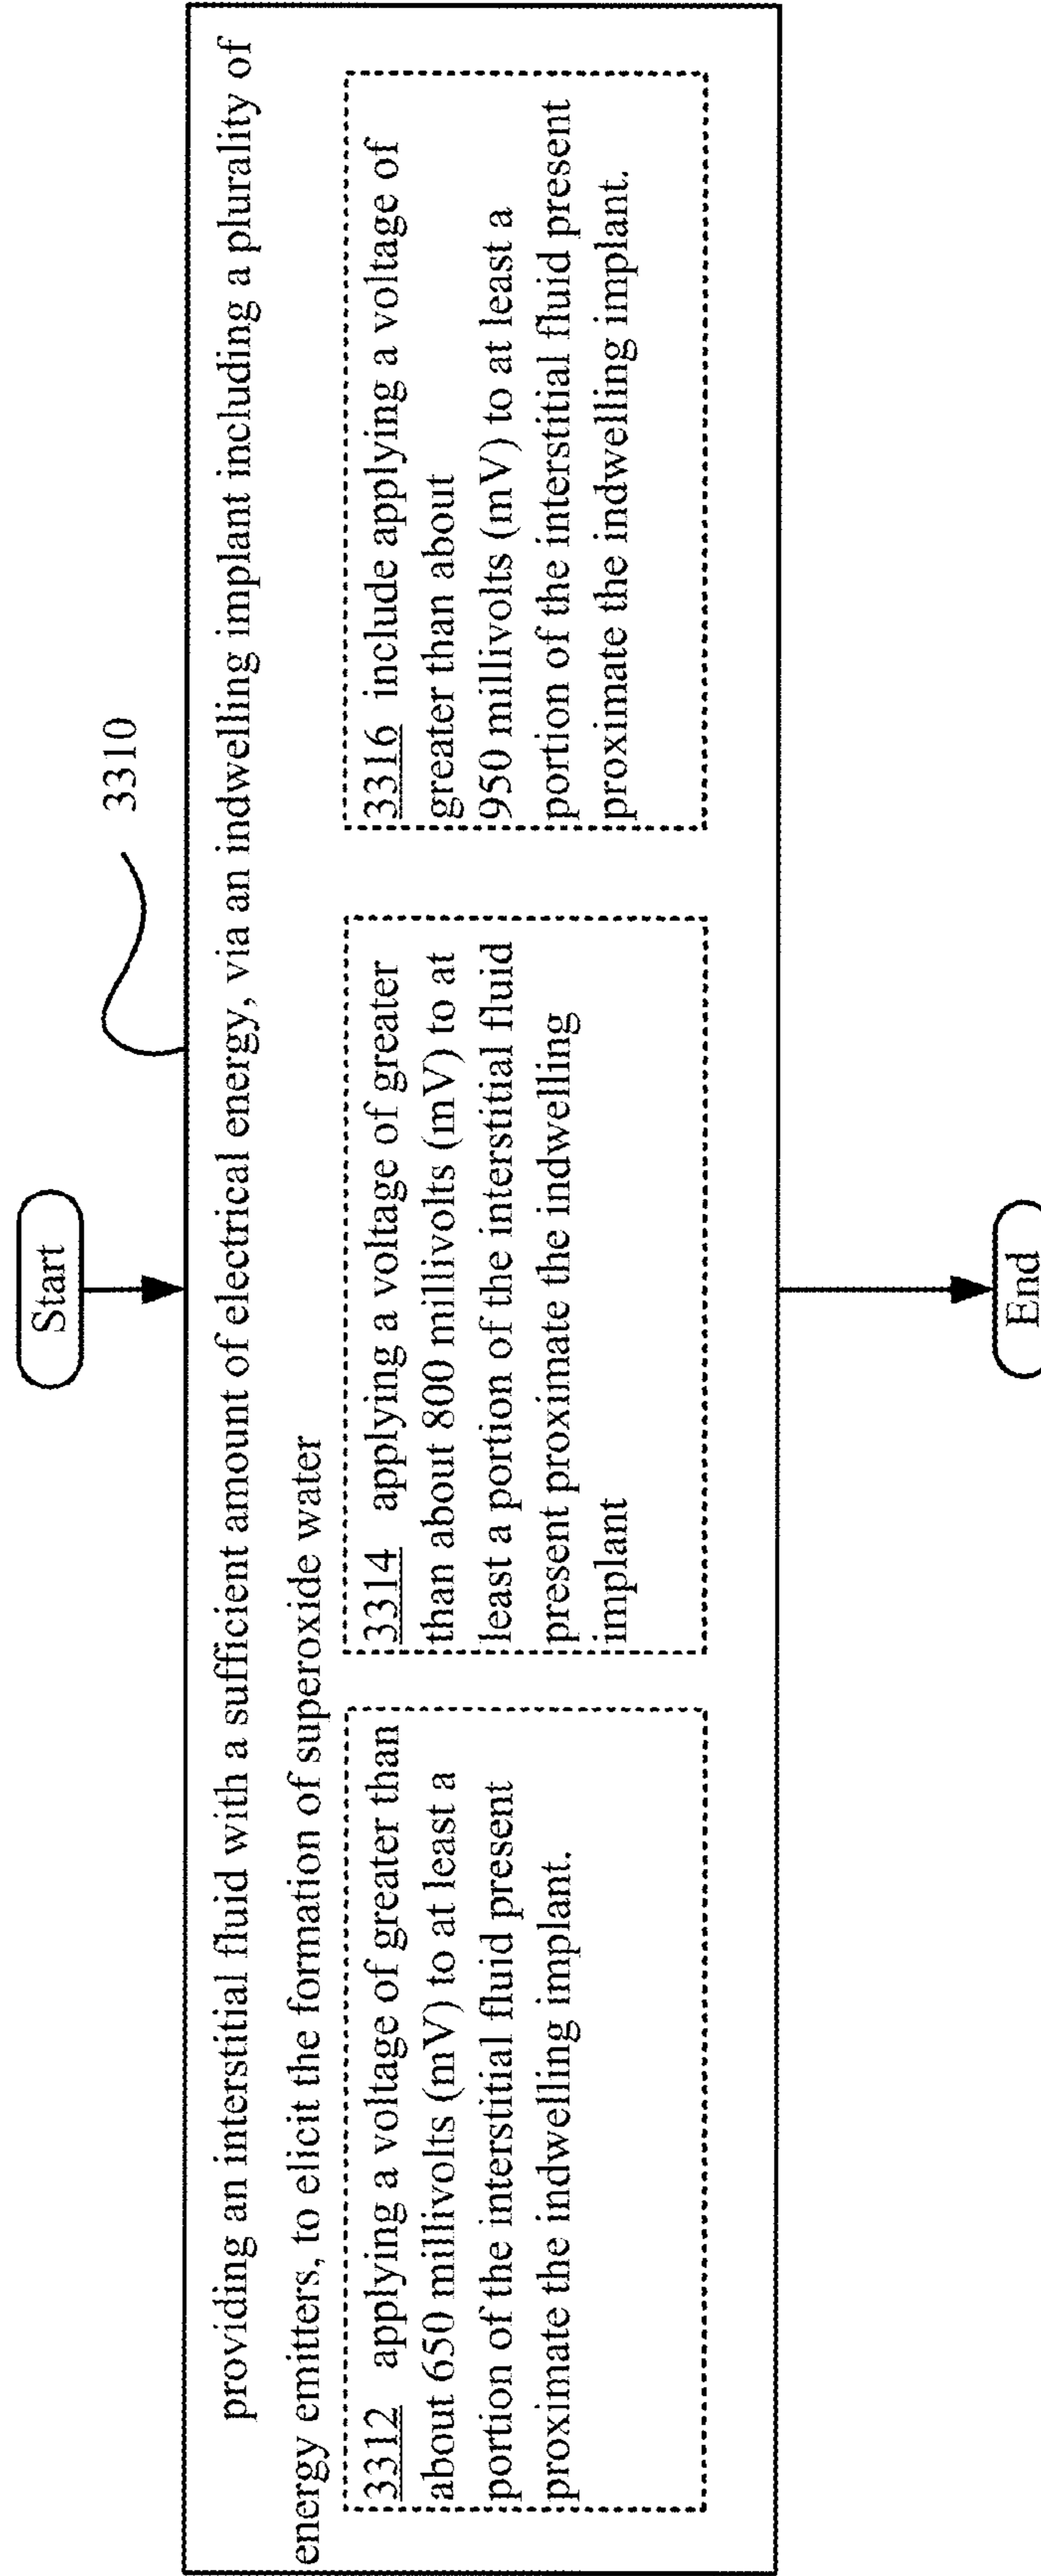 Start
3310
providing an interstitial fluid with a sufficient amount of electrical energy, via an indwelling implant including a plurality of
energy emitters, to elicit the formation of superoxide water
3312 applying a voltage of greater than
about 650 millivolts (mV) to at least a
portion of the interstitial fluid present
proximate the indwelling implant.
3314 applying a voltage of greater
than about 800 millivolts (mV) to at
least a portion of the interstitial fluid
present proximate the indwelling
implant
3316 include applying a voltage of
greater than about
950 millivolts (mV) to at least a
portion of the interstitial fluid present
proximate the indwelling implant.
End